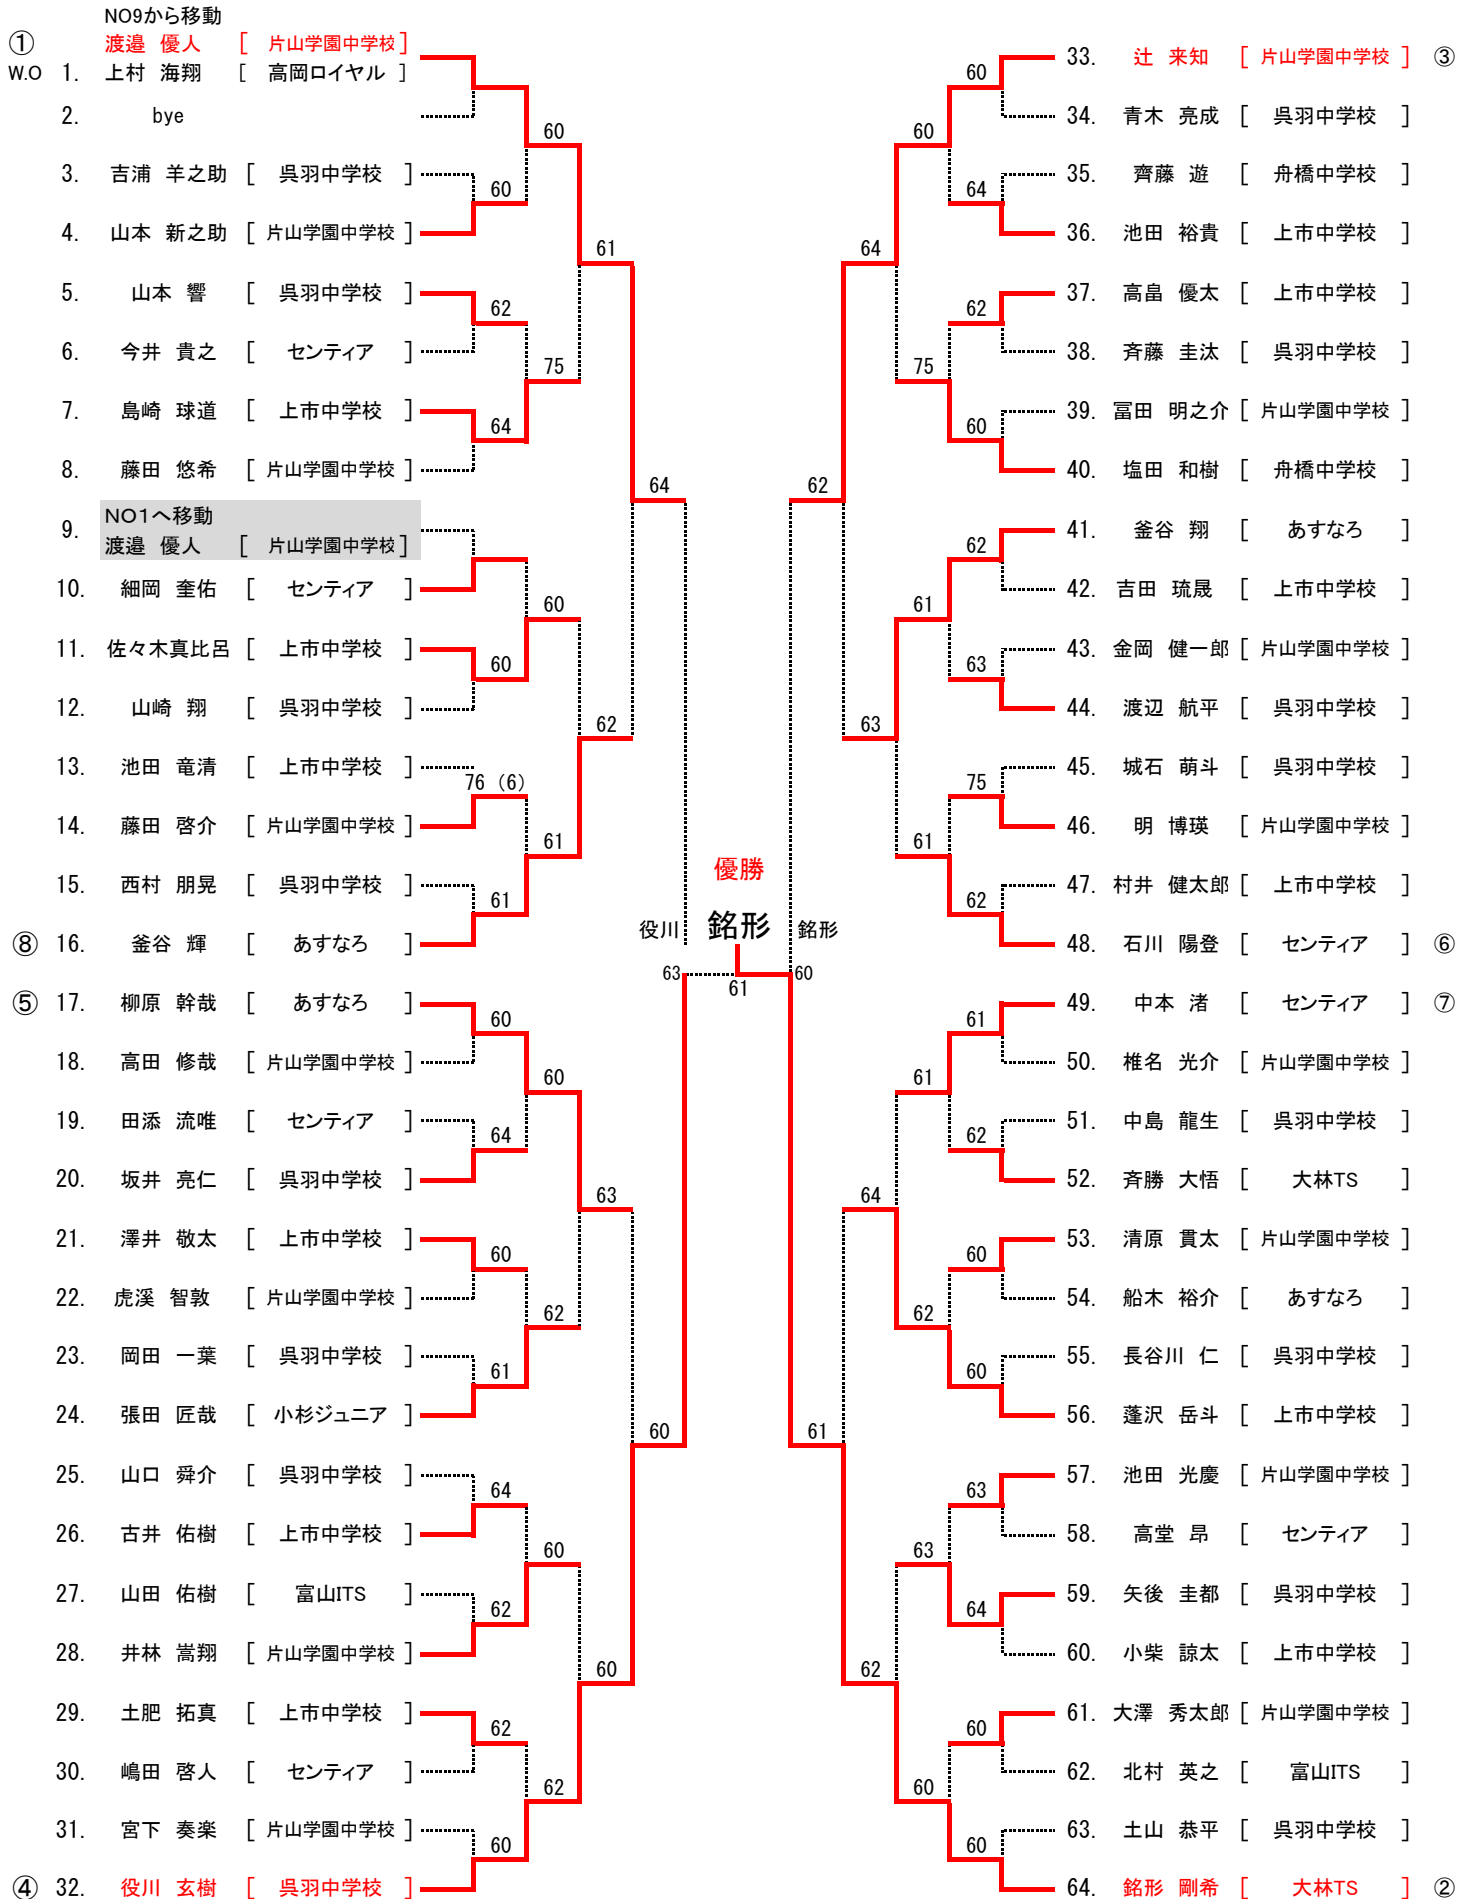 NO9から移動
① 渡邉 優人 [ 片山学園中学校 ]
W.O 1. 上村 海翔 [ 高岡ロイヤル ]
2. bye
60
3. 吉浦 羊之助 [ 呉羽中学校 ]
60
4. 山本 新之助 [ 片山学園中学校 ]
61
5. 山本 響 [ 呉羽中学校 ]
62
6. 今井 貴之 [ センティア ]
75
7. 島崎 球道 [ 上市中学校 ]
64
8. 藤田 悠希 [ 片山学園中学校 ]
64
NO1へ移動
9. 渡邉 優人 [ 片山学園中学校 ]
10. 細岡 奎佑 [ センティア ]
60
11. 佐々木真比呂 [ 上市中学校 ]
60
12. 山崎 翔 [ 呉羽中学校 ]
62
13. 池田 竜清 [ 上市中学校 ]
76 (6)
14. 藤田 啓介 [ 片山学園中学校 ]
61
15. 西村 朋晃 [ 呉羽中学校 ]
61
⑧ 16. 釜谷 輝 [ あすなろ ]
⑤ 17. 柳原 幹哉 [ あすなろ ]
60
18. 高田 修哉 [ 片山学園中学校 ]
60
19. 田添 流唯 [ センティア ]
64
20. 坂井 亮仁 [ 呉羽中学校 ]
63
21. 澤井 敬太 [ 上市中学校 ]
60
22. 虎溪 智敦 [ 片山学園中学校 ]
62
23. 岡田 一葉 [ 呉羽中学校 ]
61
24. 張田 匠哉 [ 小杉ジュニア ]
60
25. 山口 舜介 [ 呉羽中学校 ]
64
26. 古井 佑樹 [ 上市中学校 ]
60
27. 山田 佑樹 [ 富山ITS ]
62
28. 井林 嵩翔 [ 片山学園中学校 ]
60
29. 土肥 拓真 [ 上市中学校 ]
62
30. 嶋田 啓人 [ センティア ]
62
31. 宮下 奏楽 [ 片山学園中学校 ]
60
④ 32. 役川 玄樹 [ 呉羽中学校 ]
優勝
役川 銘形 銘形
63 61 60
33. 辻 来知 [ 片山学園中学校 ] ③
60
34. 青木 亮成 [ 呉羽中学校 ]
60
35. 齊藤 遊 [ 舟橋中学校 ]
64
36. 池田 裕貴 [ 上市中学校 ]
64
37. 高畠 優太 [ 上市中学校 ]
62
38. 斉藤 圭汰 [ 呉羽中学校 ]
75
39. 冨田 明之介 [ 片山学園中学校 ]
60
40. 塩田 和樹 [ 舟橋中学校 ]
62
41. 釜谷 翔 [ あすなろ ]
62
42. 吉田 琉晟 [ 上市中学校 ]
61
43. 金岡 健一郎 [ 片山学園中学校 ]
63
44. 渡辺 航平 [ 呉羽中学校 ]
63
45. 城石 萌斗 [ 呉羽中学校 ]
75
46. 明 博瑛 [ 片山学園中学校 ]
61
47. 村井 健太郎 [ 上市中学校 ]
62
48. 石川 陽登 [ センティア ] ⑥
49. 中本 渚 [ センティア ] ⑦
61
50. 椎名 光介 [ 片山学園中学校 ]
61
51. 中島 龍生 [ 呉羽中学校 ]
62
52. 斉勝 大悟 [ 大林TS ]
64
53. 清原 貫太 [ 片山学園中学校 ]
60
54. 船木 裕介 [ あすなろ ]
62
55. 長谷川 仁 [ 呉羽中学校 ]
60
56. 蓬沢 岳斗 [ 上市中学校 ]
61
57. 池田 光慶 [ 片山学園中学校 ]
63
58. 高堂 昂 [ センティア ]
63
59. 矢後 圭都 [ 呉羽中学校 ]
64
60. 小柴 諒太 [ 上市中学校 ]
62
61. 大澤 秀太郎 [ 片山学園中学校 ]
60
62. 北村 英之 [ 富山ITS ]
60
63. 土山 恭平 [ 呉羽中学校 ]
60
64. 銘形 剛希 [ 大林TS ] ②